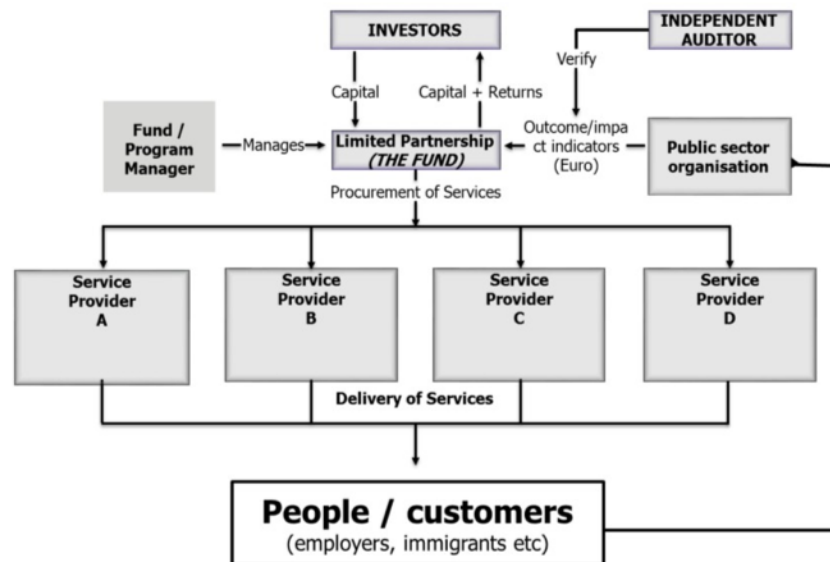 INVESTORS
INDEPENDENT
AUDITOR
Verify
Capital
Capital + Returns
Fund /
Program
Manager
Manages
Limited Partnership
(THE FUND)
Outcome/impa
ct indicators
(Euro)
Public sector
organisation
Procurement of Services
Service
Provider
A
Service
Provider
B
Service
Provider
C
Service
Provider
D
Delivery of Services
People / customers
(employers, immigrants etc)